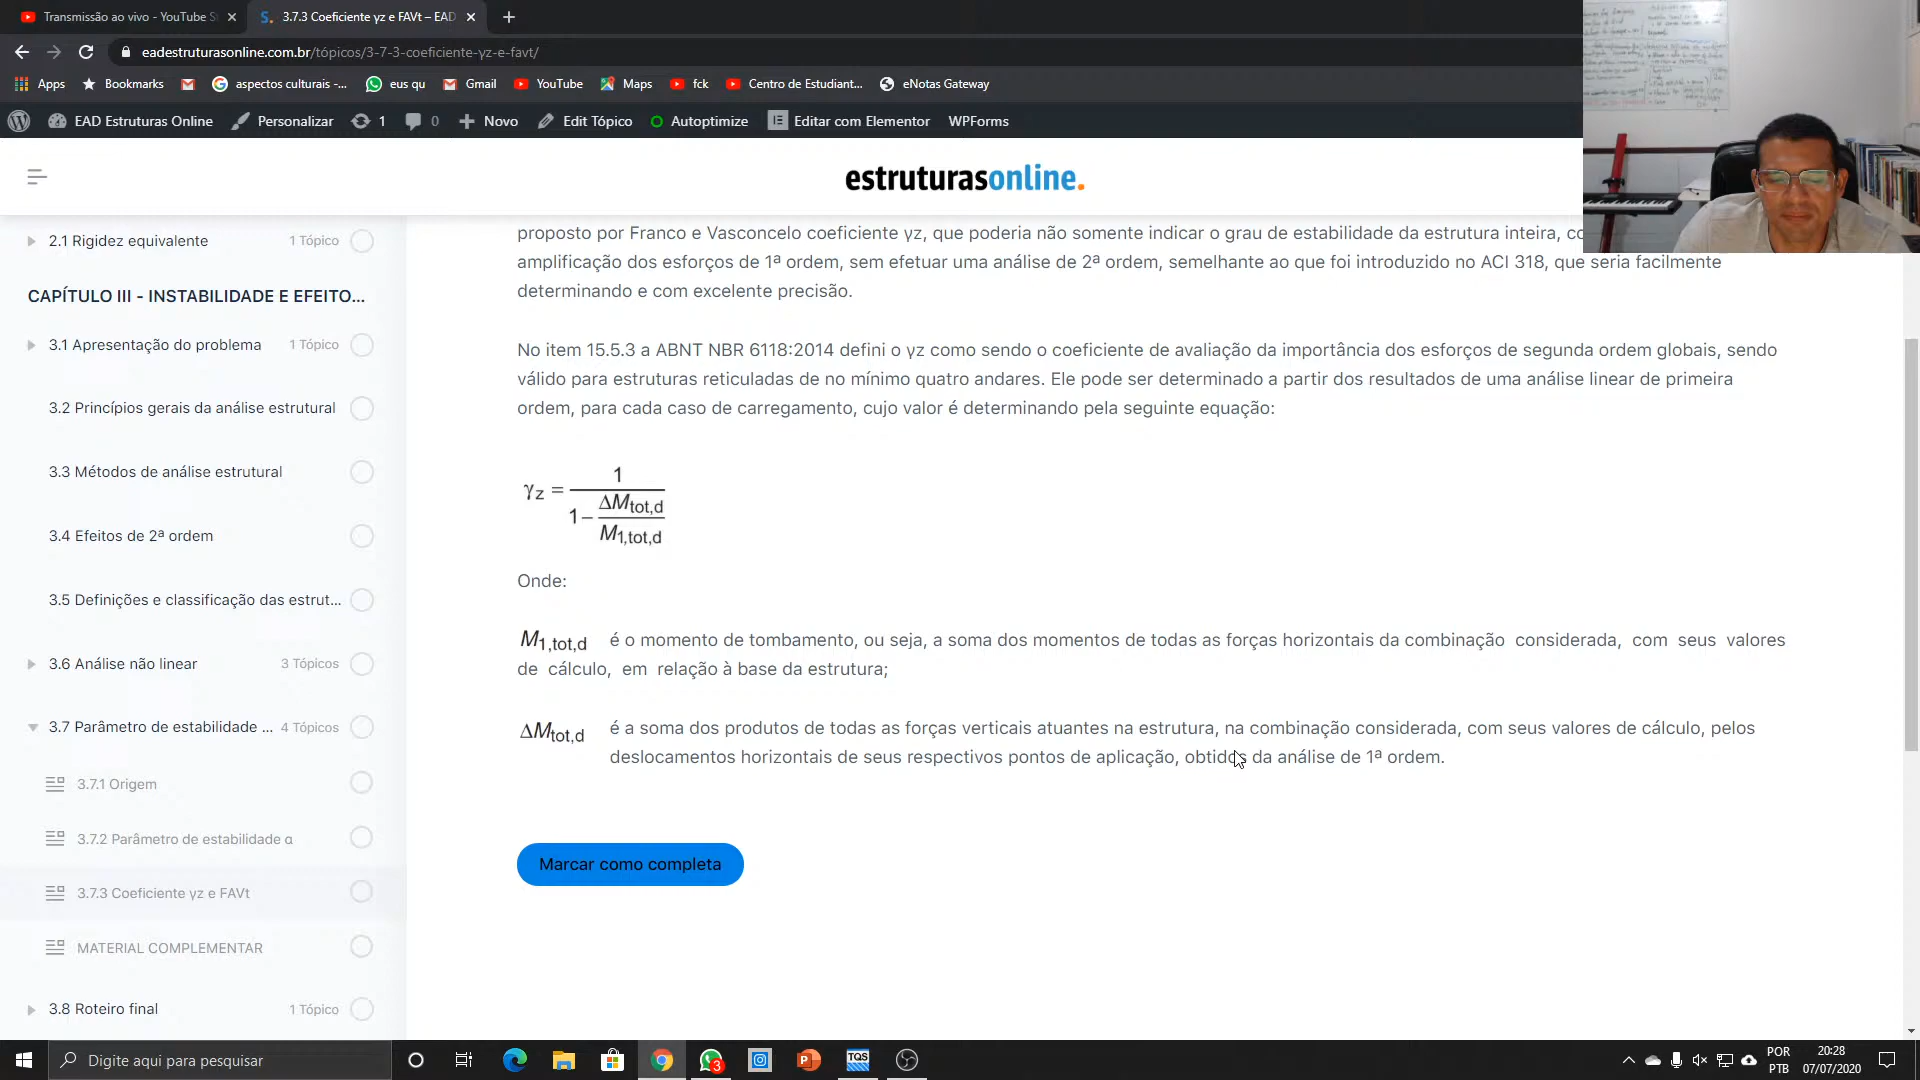 Transmissão ao vivo - YouTube S
3.7.3 Coeficiente γz e FAVt – EAD
eadestruturasonline.com.br/tópicos/3-7-3-coeficiente-γz-e-favt/
Apps
Bookmarks
aspectos culturais -...
eus qu
Gmail
YouTube
Maps
fck
Centro de Estudiant...
eNotas Gateway
EAD Estruturas Online
Personalizar
1
0
Novo
Edit Tópico
Autoptimize
Editar com Elementor
WPForms
estruturasonline.
2.1 Rigidez equivalente 1 Tópico
CAPÍTULO III - INSTABILIDADE E EFEITO...
3.1 Apresentação do problema 1 Tópico
3.2 Princípios gerais da análise estrutural
3.3 Métodos de análise estrutural
3.4 Efeitos de 2ª ordem
3.5 Definições e classificação das estrut...
3.6 Análise não linear 3 Tópicos
3.7 Parâmetro de estabilidade ... 4 Tópicos
3.7.1 Origem
3.7.2 Parâmetro de estabilidade α
3.7.3 Coeficiente γz e FAVt
MATERIAL COMPLEMENTAR
3.8 Roteiro final 1 Tópico
proposto por Franco e Vasconcelo coeficiente γz, que poderia não somente indicar o grau de estabilidade da estrutura inteira, co
amplificação dos esforços de 1ª ordem, sem efetuar uma análise de 2ª ordem, semelhante ao que foi introduzido no ACI 318, que seria facilmente
determinando e com excelente precisão.
No item 15.5.3 a ABNT NBR 6118:2014 defini o γz como sendo o coeficiente de avaliação da importância dos esforços de segunda ordem globais, sendo
válido para estruturas reticuladas de no mínimo quatro andares. Ele pode ser determinado a partir dos resultados de uma análise linear de primeira
ordem, para cada caso de carregamento, cujo valor é determinando pela seguinte equação:
γz = 1
1− ΔMtot,d
M1,tot,d
Onde:
M1,tot,d é o momento de tombamento, ou seja, a soma dos momentos de todas as forças horizontais da combinação considerada, com seus valores
de cálculo, em relação à base da estrutura;
ΔMtot,d é a soma dos produtos de todas as forças verticais atuantes na estrutura, na combinação considerada, com seus valores de cálculo, pelos
deslocamentos horizontais de seus respectivos pontos de aplicação, obtidos da análise de 1ª ordem.
Marcar como completa
Digite aqui para pesquisar
3
TQS
POR
PTB
20:28
07/07/2020